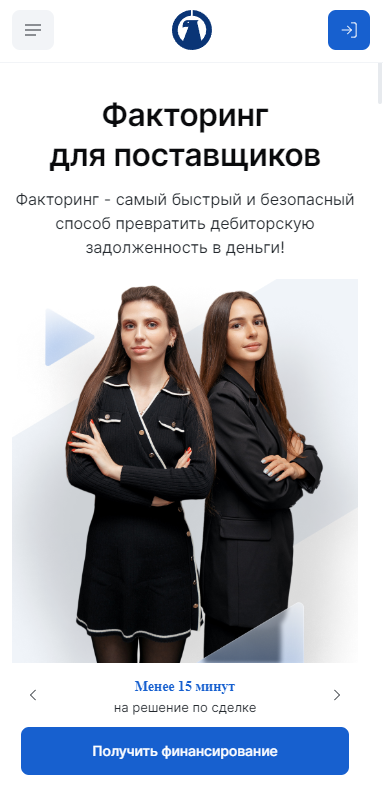 Факторинг
для поставщиков
Факторинг - самый быстрый и безопасный
способ превратить дебиторскую
задолженность в деньги!
Менее 15 минут
на решение по сделке
Получить финансирование